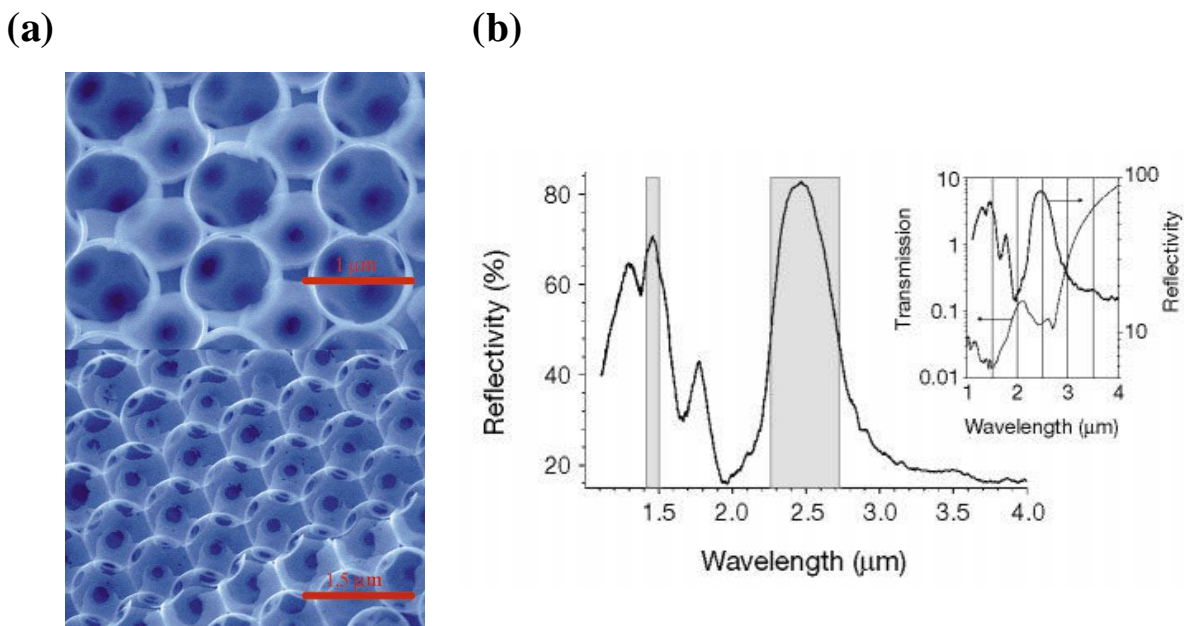 (a)
(b)
1 µm
1.5 µm
80
60
40
20
Reflectivity (%)
1.5 2.0 2.5 3.0 3.5 4.0
Wavelength (µm)
10
1
0.1
0.01
Transmission
100
10
Reflectivity
1 2 3 4
Wavelength (µm)